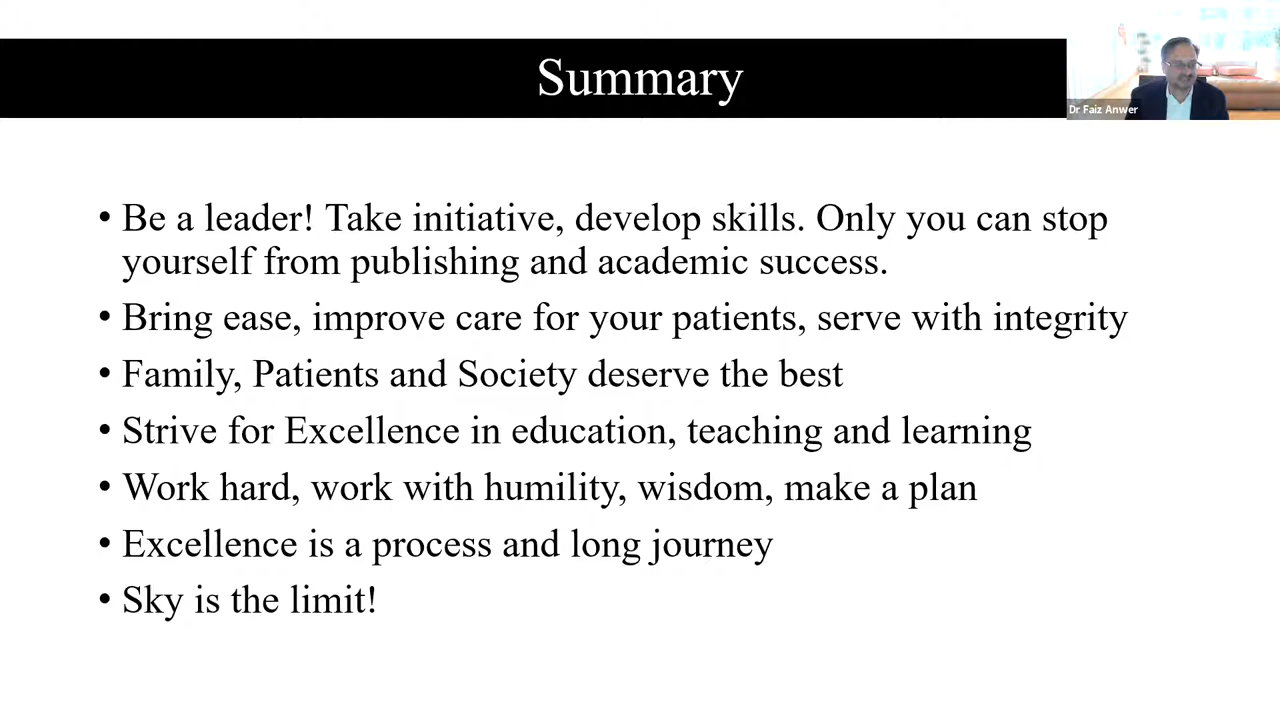 Summary
Dr Faiz Anwer
• Be a leader! Take initiative, develop skills. Only you can stop
yourself from publishing and academic success.
• Bring ease, improve care for your patients, serve with integrity
• Family, Patients and Society deserve the best
• Strive for Excellence in education, teaching and learning
• Work hard, work with humility, wisdom, make a plan
• Excellence is a process and long journey
• Sky is the limit!